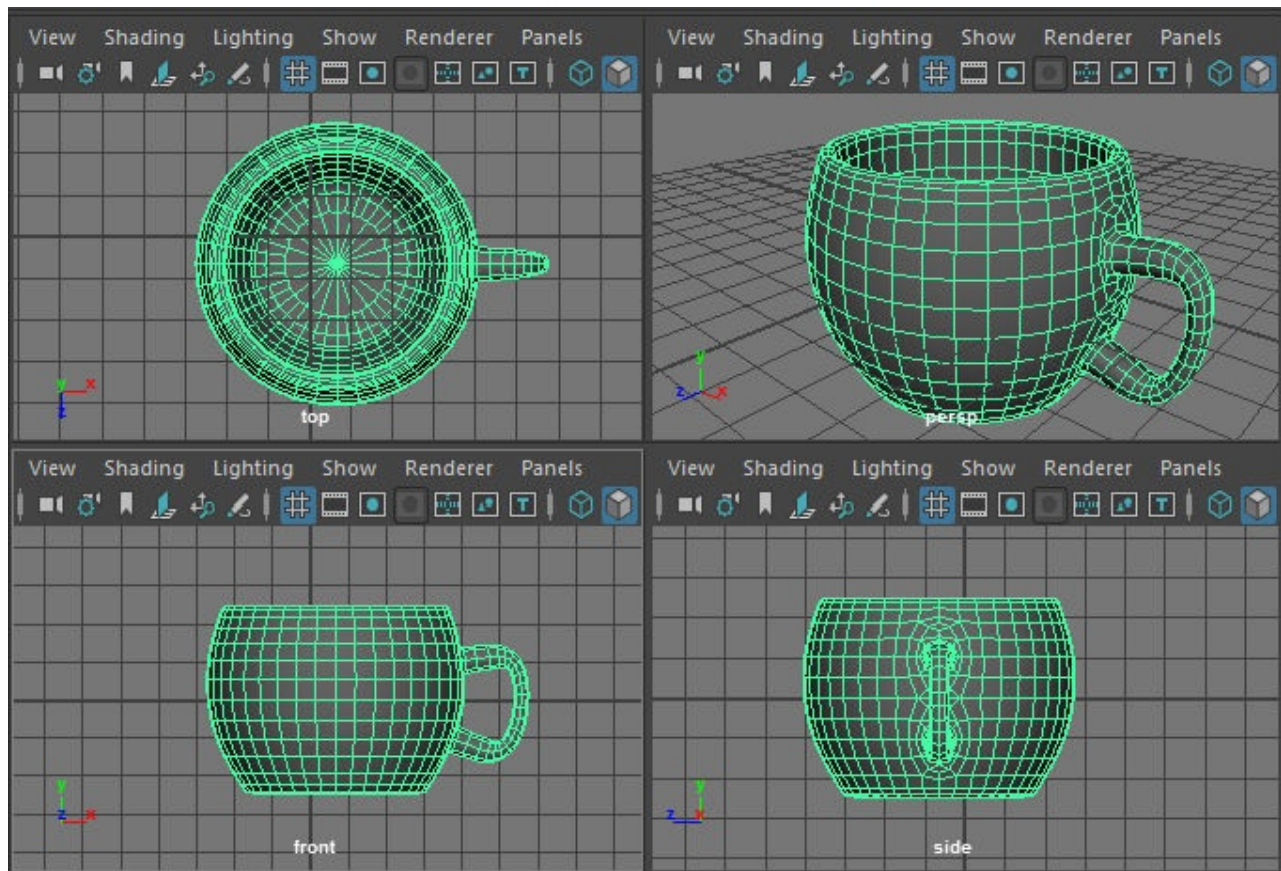 View Shading Lighting Show Renderer Panels
T
y x
z
top
View Shading Lighting Show Renderer Panels
T
y
z x
persp
View Shading Lighting Show Renderer Panels
T
y
z x
front
View Shading Lighting Show Renderer Panels
T
y
z x
side